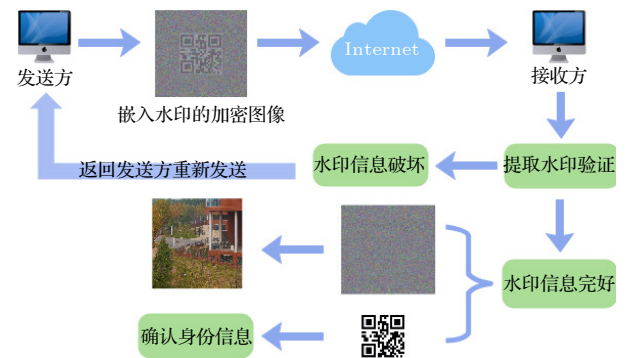 Internet
发送方
接收方
嵌入水印的加密图像
返回发送方重新发送
水印信息破坏
提取水印验证
水印信息完好
确认身份信息